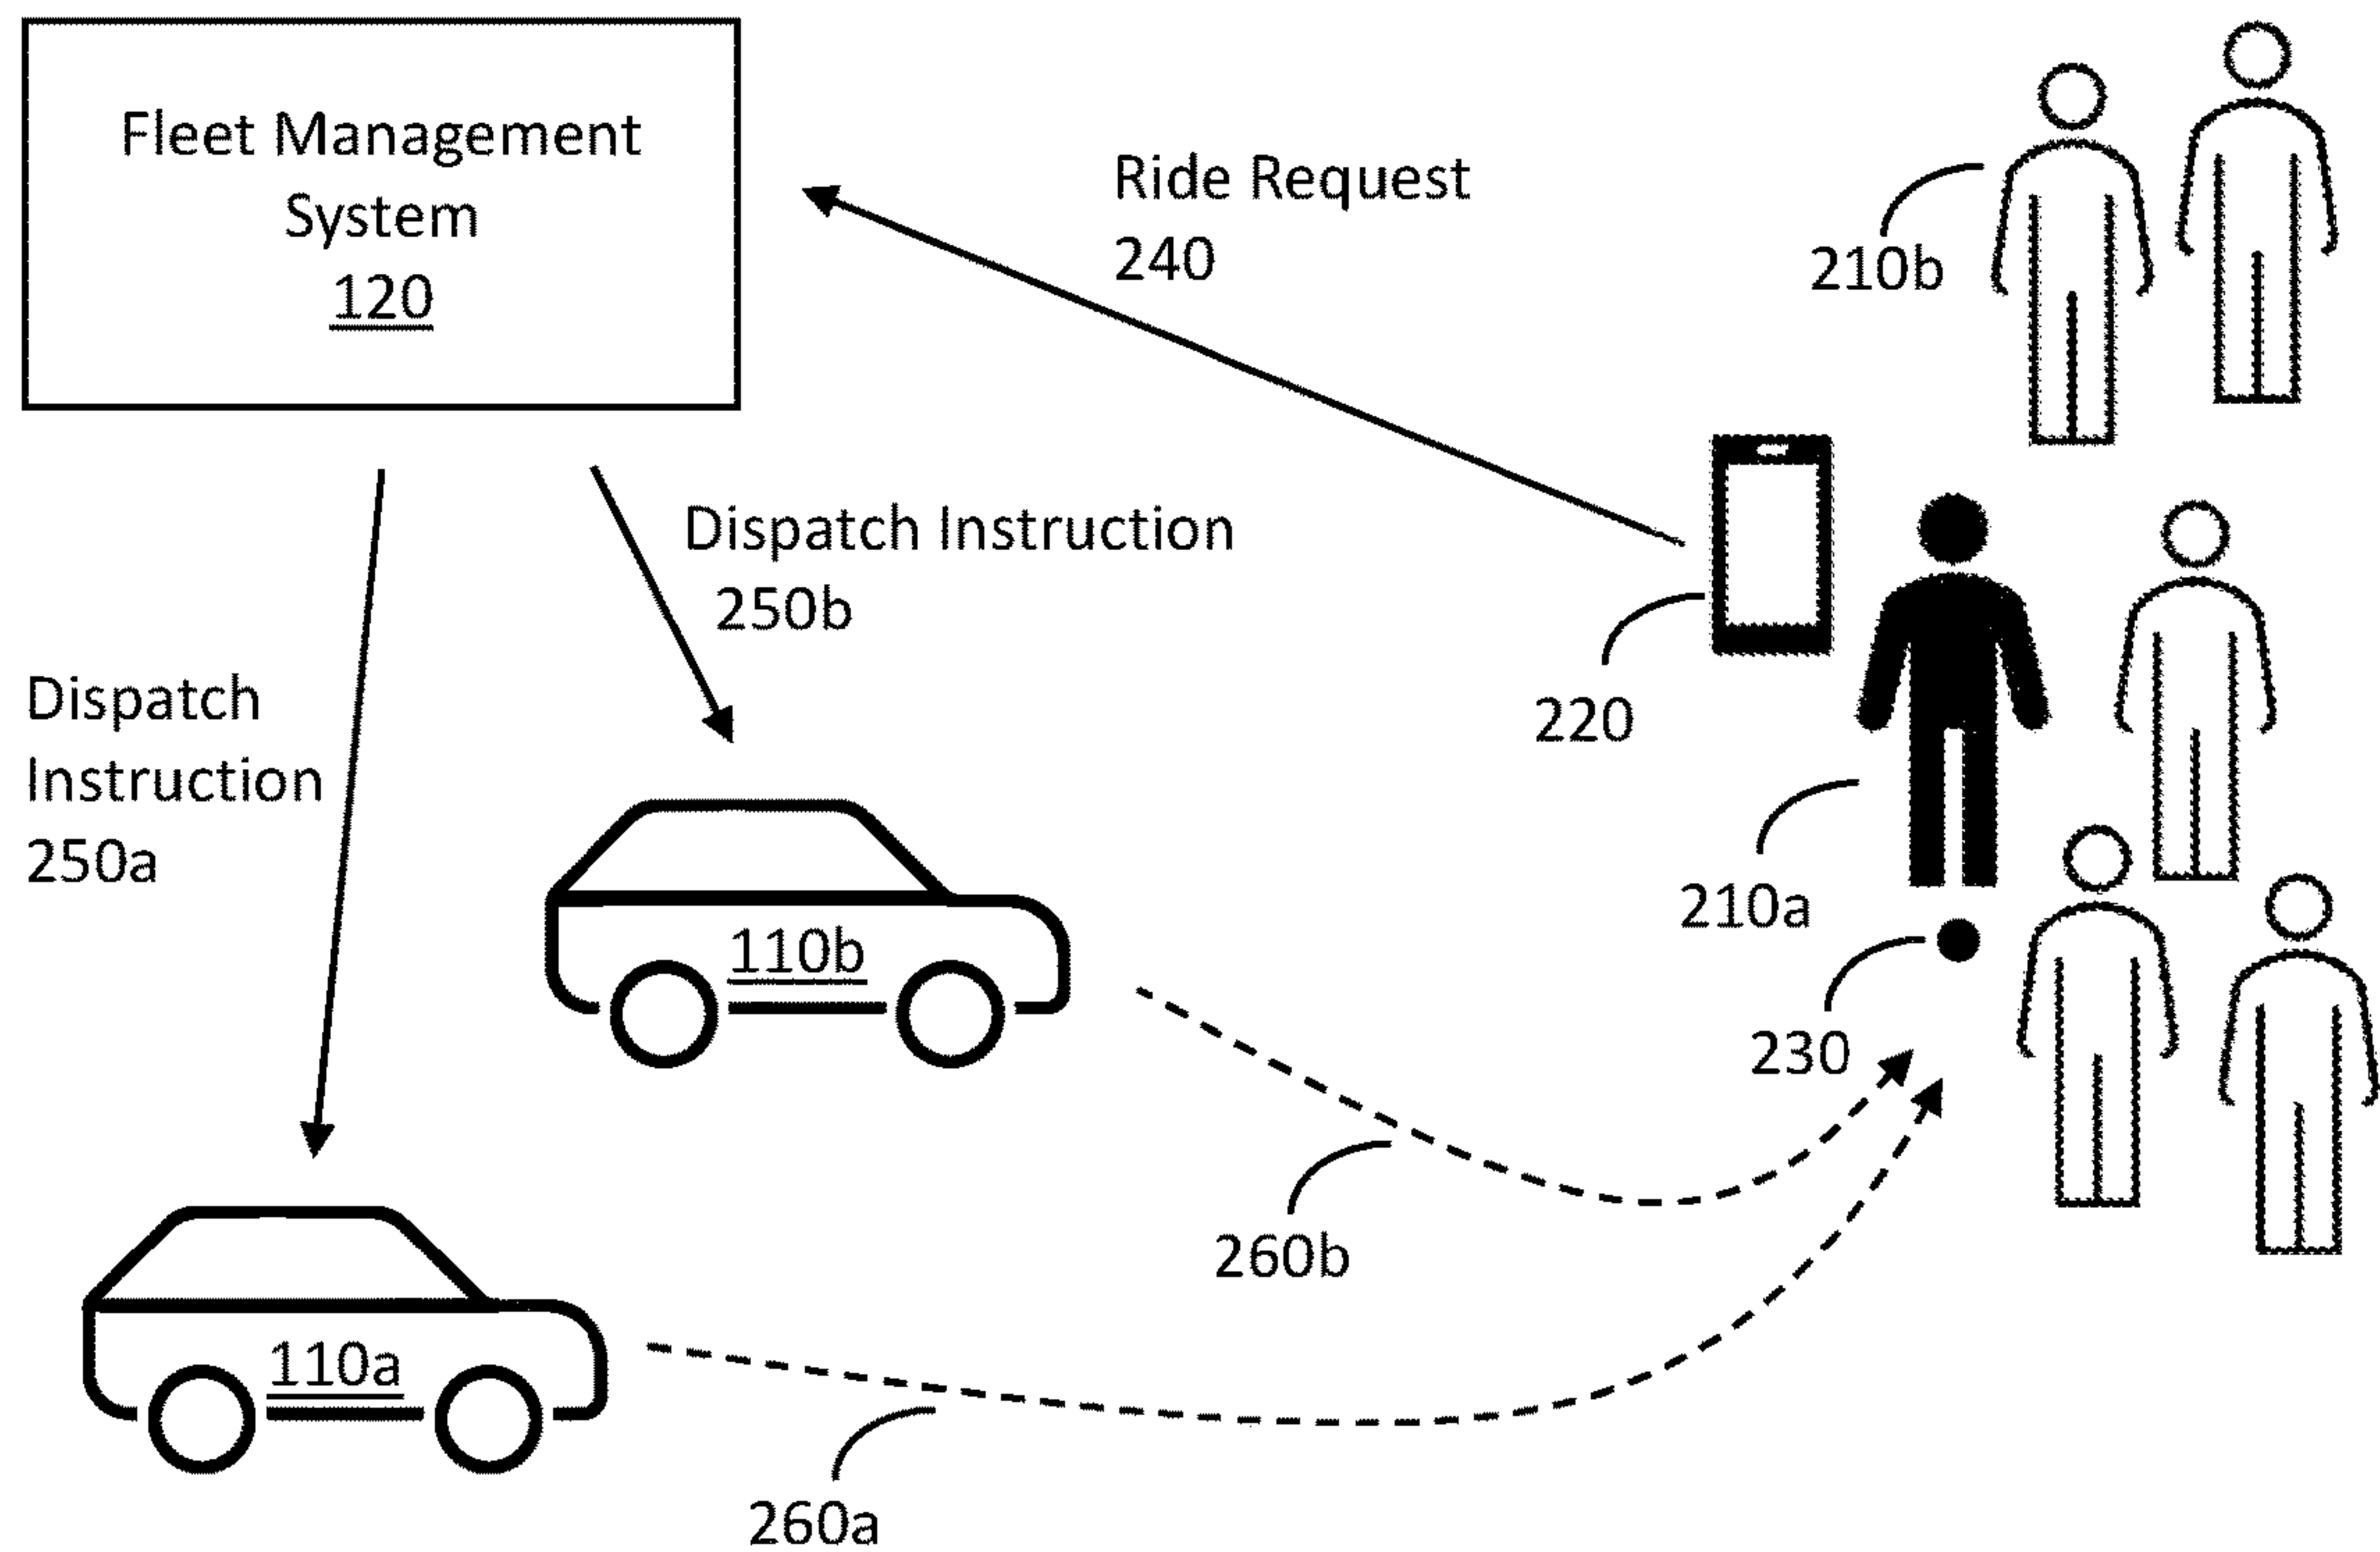 Fleet Management
System
120
Ride Request
240
210b
Dispatch Instruction
250b
Dispatch
Instruction
250a
220
210a
110b
230
260b
110a
260a